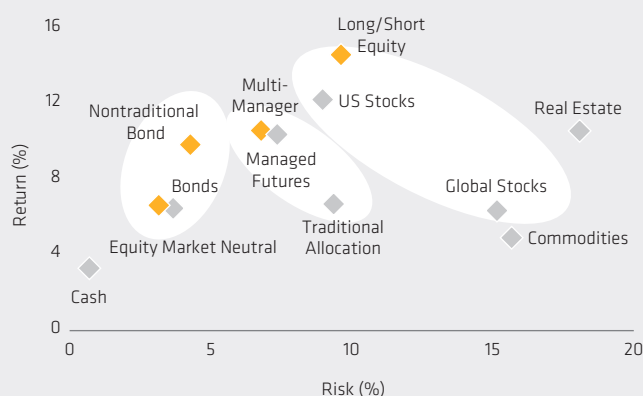 16
Long/Short
Equity
Multi-
Manager
12
US Stocks
Real Estate
Nontraditional
Bond
Managed
Futures
8
Return (%)
Bonds
Global Stocks
Traditional
Allocation
Equity Market Neutral
Commodities
4
Cash
0
0 5 10 15 20
Risk (%)